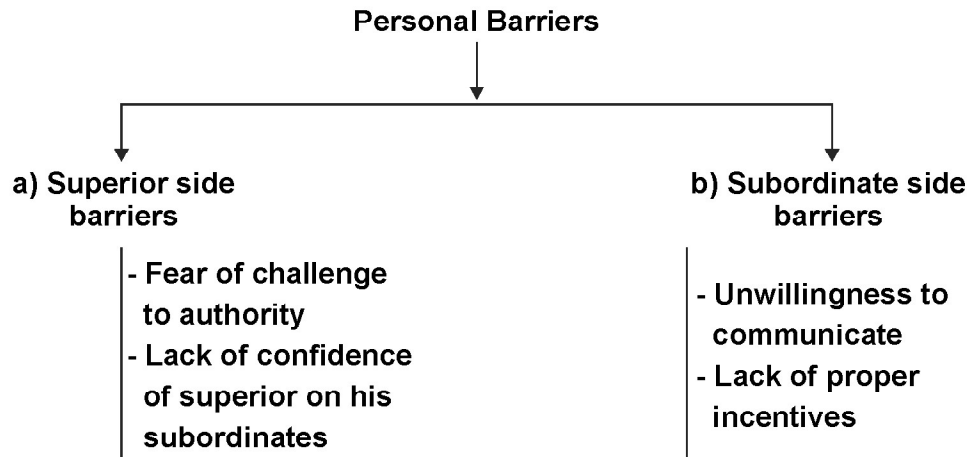 Personal Barriers
a) Superior side
barriers
- Fear of challenge
to authority
- Lack of confidence
of superior on his
subordinates
b) Subordinate side
barriers
- Unwillingness to
communicate
- Lack of proper
incentives